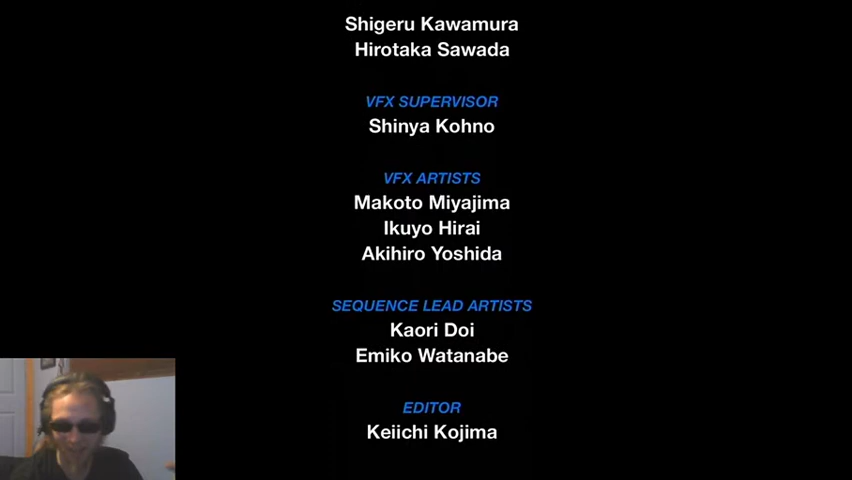 Shigeru Kawamura
Hirotaka Sawada
VFX SUPERVISOR
Shinya Kohno
VFX ARTISTS
Makoto Miyajima
Ikuyo Hirai
Akihiro Yoshida
SEQUENCE LEAD ARTISTS
Kaori Doi
Emiko Watanabe
EDITOR
Keiichi Kojima